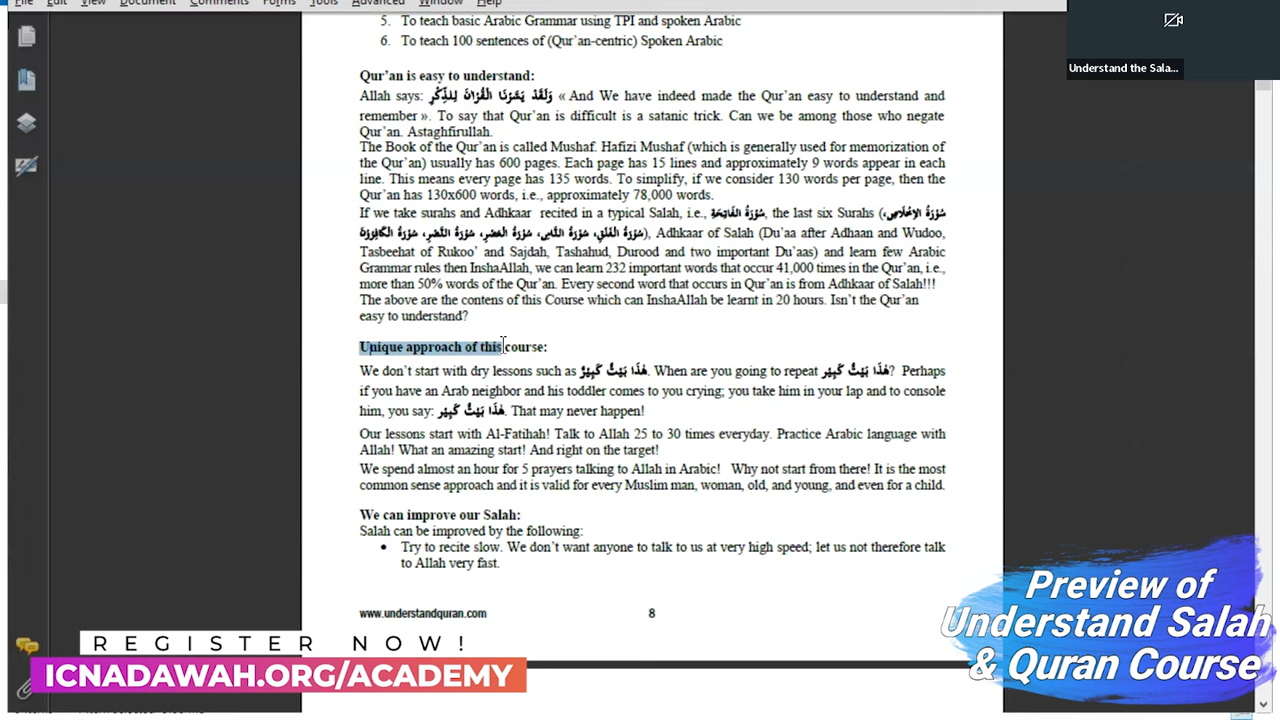 File Edit View Document Comments Forms Tools Advanced Window Help
5. To teach basic Arabic Grammar using TPI and spoken Arabic
6. To teach 100 sentences of (Qur’an-centric) Spoken Arabic
Understand the Sala...
Qur’an is easy to understand:
Allah says: وَلَقَدْ يَسَّرْنَا الْقُرْآنَ لِلذِّكْرِ « And We have indeed made the Qur’an easy to understand and
remember ». To say that Qur’an is difficult is a satanic trick. Can we be among those who negate
Qur’an. Astaghfirullah.
The Book of the Qur’an is called Mushaf. Hafizi Mushaf (which is generally used for memorization of
the Qur’an) usually has 600 pages. Each page has 15 lines and approximately 9 words appear in each
line. This means every page has 135 words. To simplify, if we consider 130 words per page, then the
Qur’an has 130x600 words, i.e., approximately 78,000 words.
If we take surahs and Adhkaar recited in a typical Salah, i.e., سُوْرَةُ الْفَاتِحَة, the last six Surahs (سُوْرَةُ الإِخْلَاص،
سُوْرَةُ الْفَلَق، سُوْرَةُ النَّاس، سُوْرَةُ الْعَصْر، سُوْرَةُ النَّصْر، سُوْرَةُ الْكَافِرُوْن), Adhkaar of Salah (Du’aa after Adhaan and Wudoo,
Tasbeehat of Rukoo’ and Sajdah, Tashahud, Durood and two important Du’aas) and learn few Arabic
Grammar rules then InshaAllah, we can learn 232 important words that occur 41,000 times in the Qur’an, i.e.,
more than 50% words of the Qur’an. Every second word that occurs in Qur’an is from Adhkaar of Salah!!!
The above are the contens of this Course which can InshaAllah be learnt in 20 hours. Isn’t the Qur’an
easy to understand?
Unique approach of this course:
We don’t start with dry lessons such as هٰذَا بَيْتٌ كَبِيْرٌ. When are you going to repeat هٰذَا بَيْتٌ كَبِيْر? Perhaps
if you have an Arab neighbor and his toddler comes to you crying; you take him in your lap and to console
him, you say: هٰذَا بَيْتٌ كَبِيْر. That may never happen!
Our lessons start with Al-Fatihah! Talk to Allah 25 to 30 times everyday. Practice Arabic language with
Allah! What an amazing start! And right on the target!
We spend almost an hour for 5 prayers talking to Allah in Arabic! Why not start from there! It is the most
common sense approach and it is valid for every Muslim man, woman, old, and young, and even for a child.
We can improve our Salah:
Salah can be improved by the following:
• Try to recite slow. We don’t want anyone to talk to us at very high speed; let us not therefore talk
to Allah very fast.
www.understandquran.com 8
REGISTER NOW!
ICNADAWAH.ORG/ACADEMY
Preview of
Understand Salah
& Quran Course